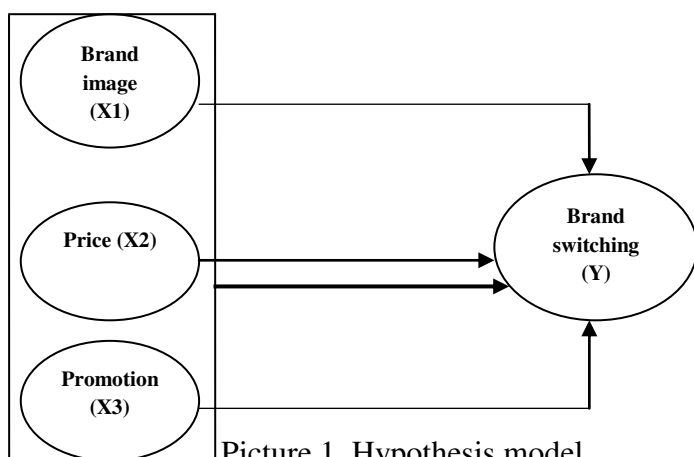 Brand
image
(X1)
Price (X2)
Brand
switching
(Y)
Promotion
(X3)
Picture 1. Hypothesis model